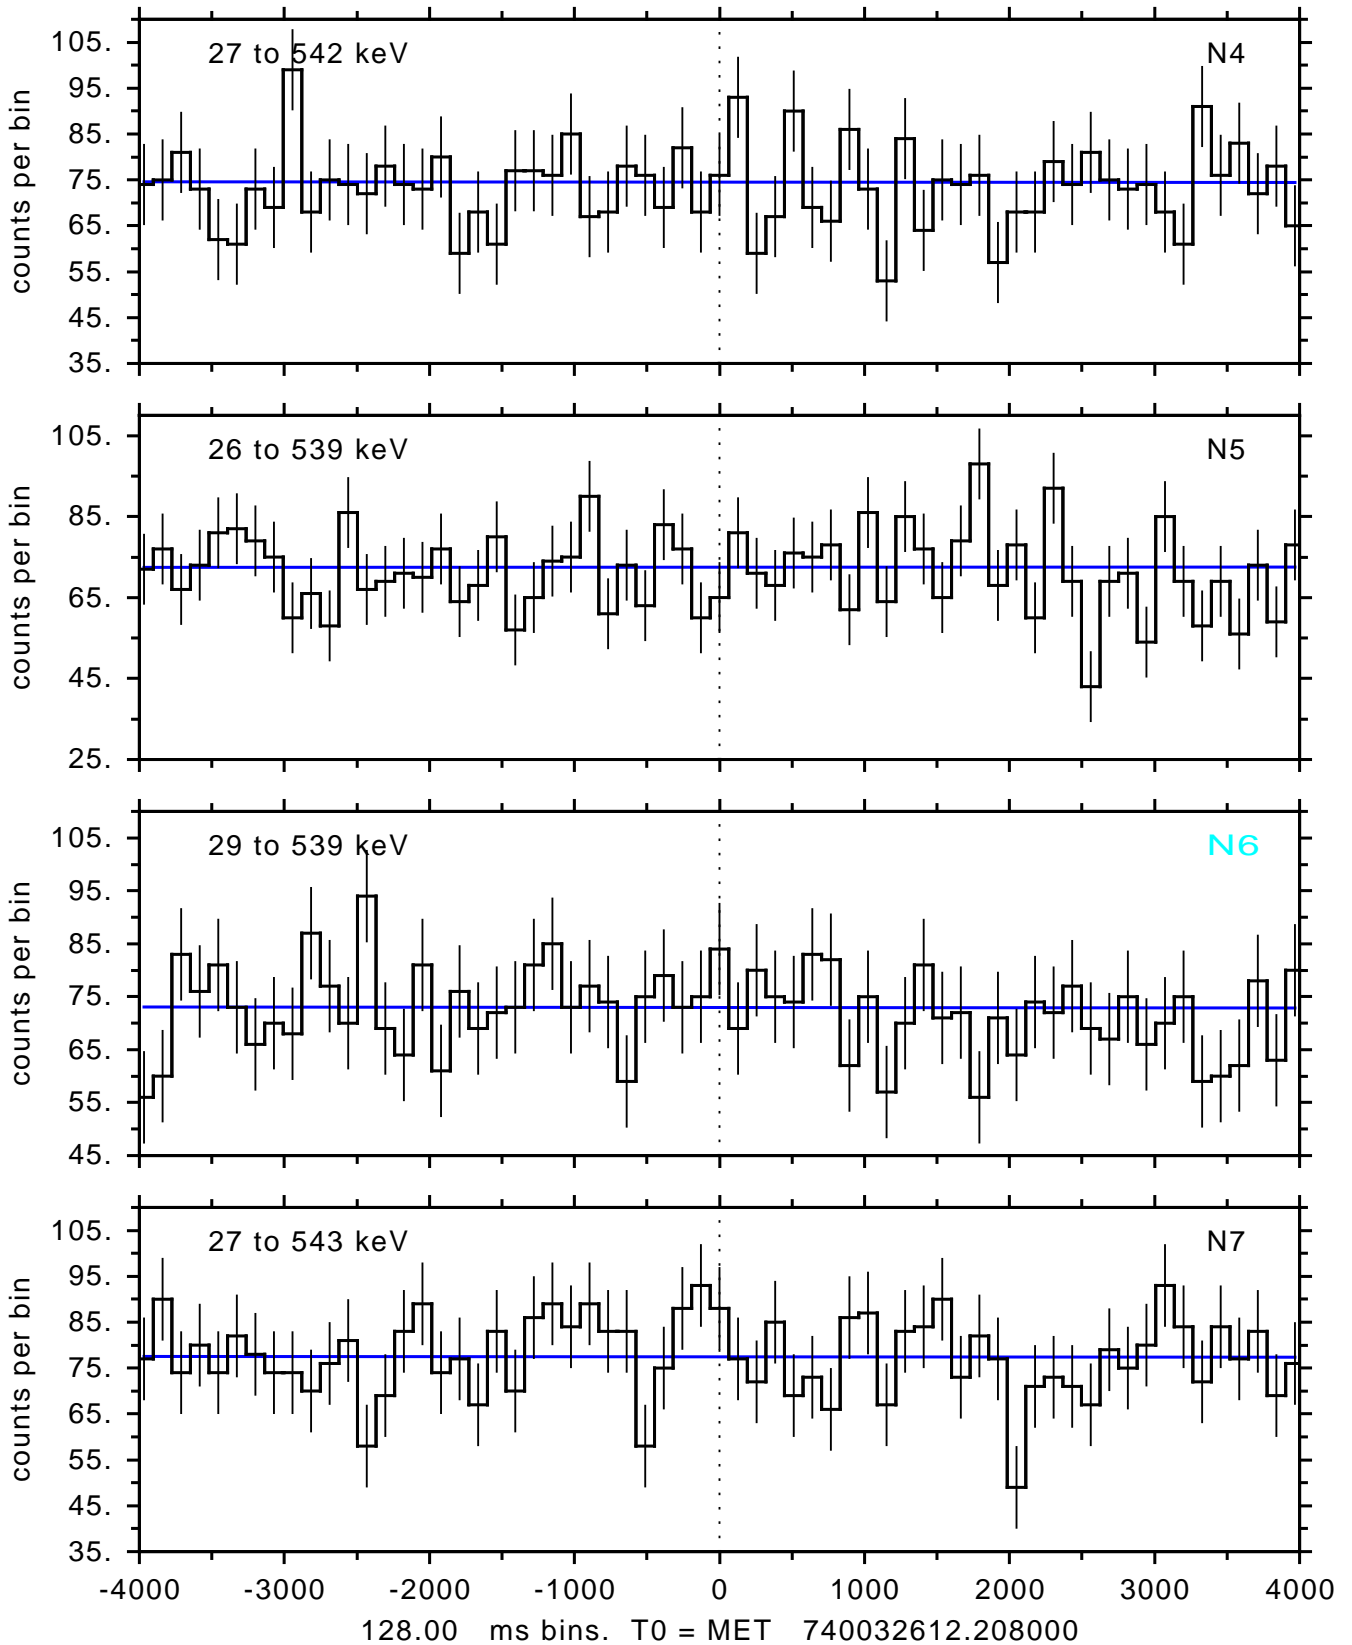 27 to 542 keV N4
105.
95.
85.
75.
65.
55.
45.
35.
counts per bin
26 to 539 keV N5
105.
85.
65.
45.
25.
counts per bin
29 to 539 keV N6
105.
95.
85.
75.
65.
55.
45.
counts per bin
27 to 543 keV N7
105.
95.
85.
75.
65.
55.
45.
35.
counts per bin
-4000 -3000 -2000 -1000 0 1000 2000 3000 4000
128.00 ms bins. T0 = MET 740032612.208000